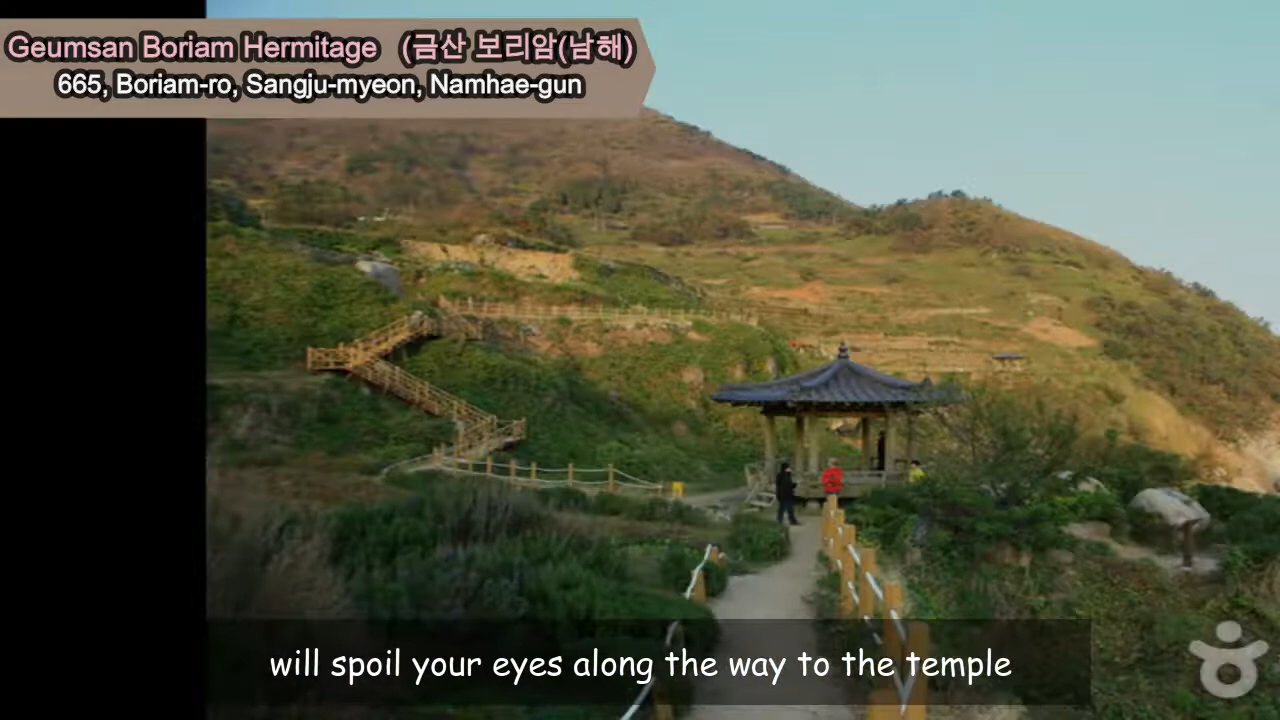 Geumsan Boriam Hermitage (금산 보리암(남해)
665, Boriam-ro, Sangju-myeon, Namhae-gun
will spoil your eyes along the way to the temple